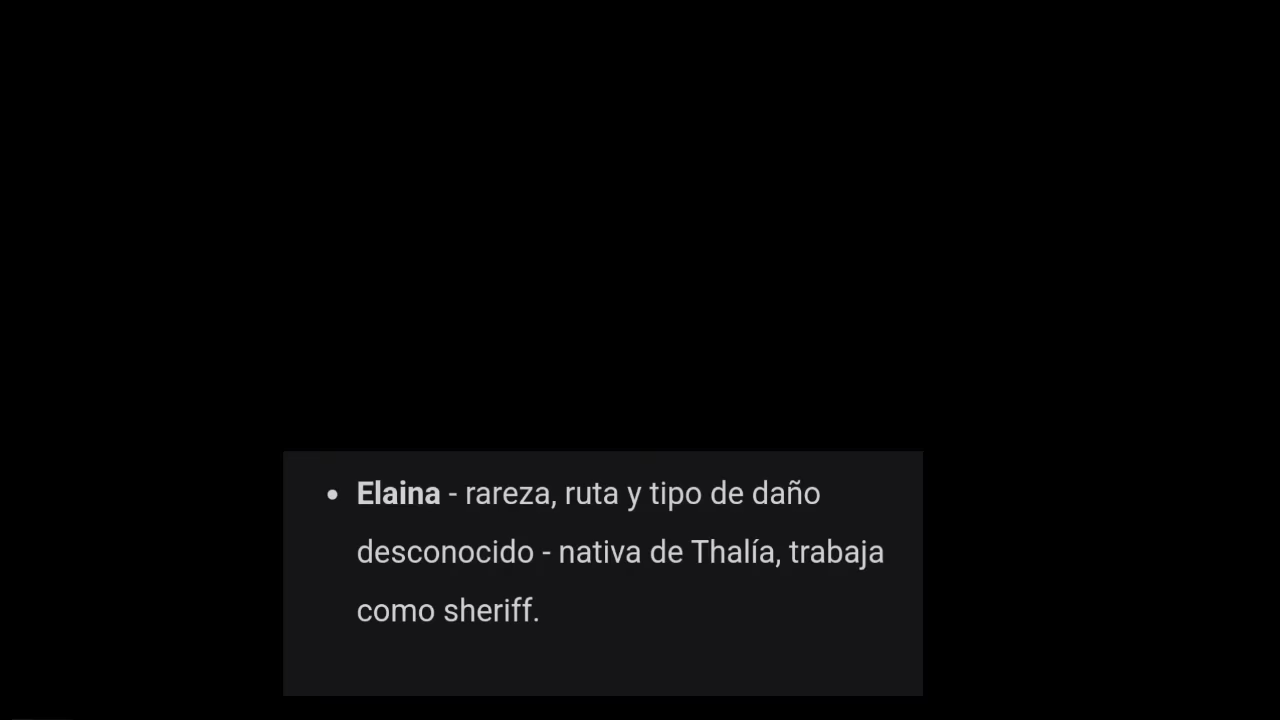 • Elaina - rareza, ruta y tipo de daño
desconocido - nativa de Thalía, trabaja
como sheriff.